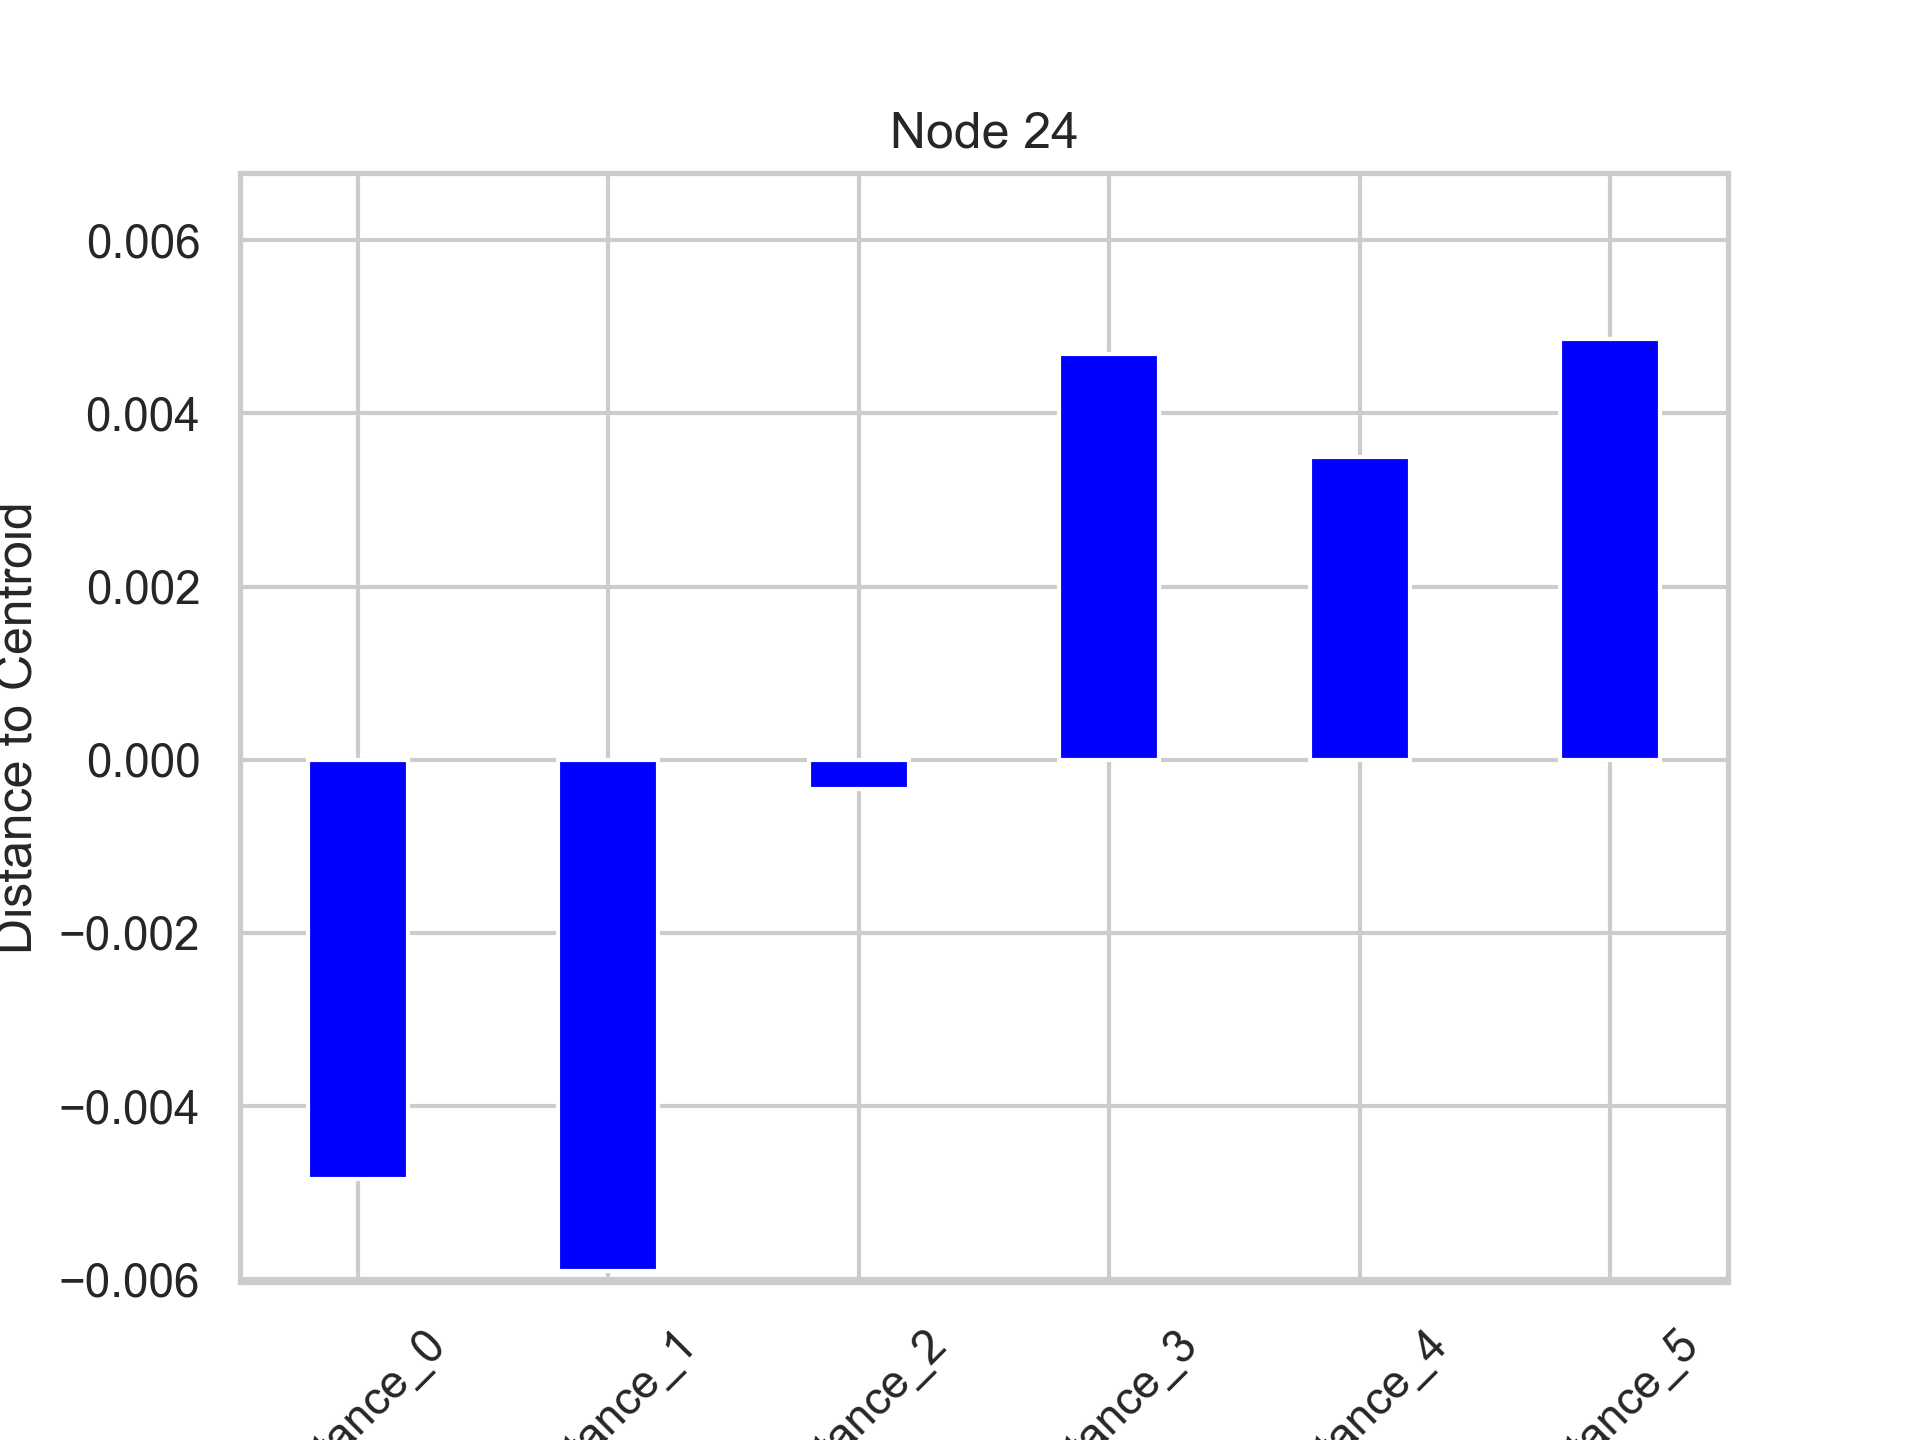 Node 24
0.006
0.004
0.002
0.000
−0.002
−0.004
−0.006
Distance to Centroid
tance_0
tance_1
tance_2
tance_3
tance_4
tance_5